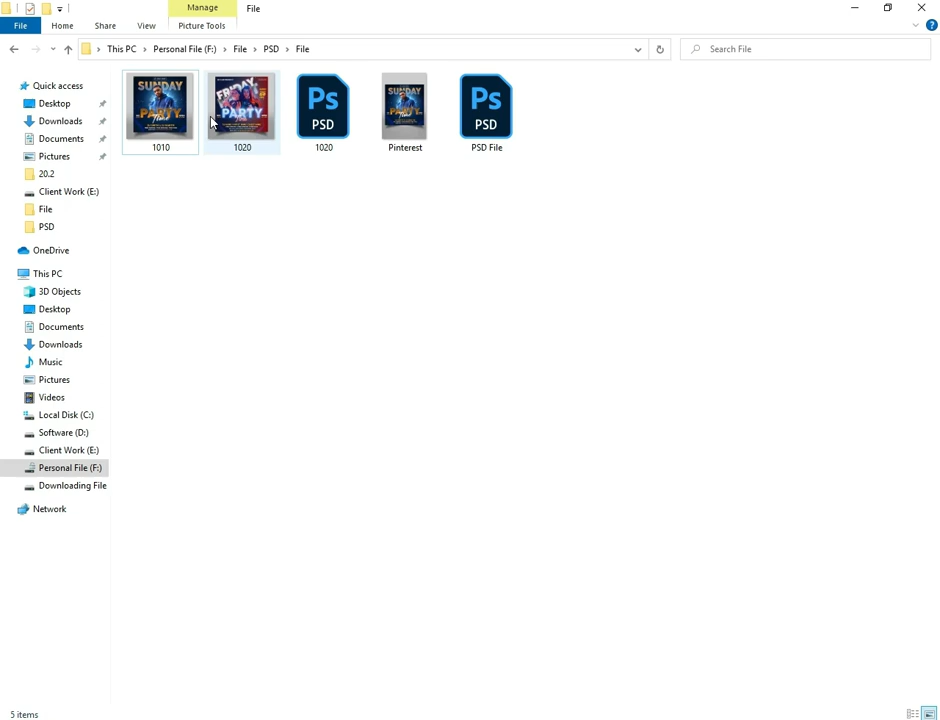 Manage
File
File
Home
Share
View
Picture Tools
This PC
Personal File (F:)
File
PSD
File
Search File
Quick access
Desktop
Downloads
Documents
Pictures
20.2
Client Work (E:)
File
PSD
OneDrive
This PC
3D Objects
Desktop
Documents
Downloads
Music
Pictures
Videos
Local Disk (C:)
Software (D:)
Client Work (E:)
Personal File (F:)
Downloading File
Network
SUNDAY
PARTY
1010
FRIDAY
PARTY
1020
Ps
PSD
1020
SUNDAY
PARTY
Pinterest
Ps
PSD
PSD File
5 items